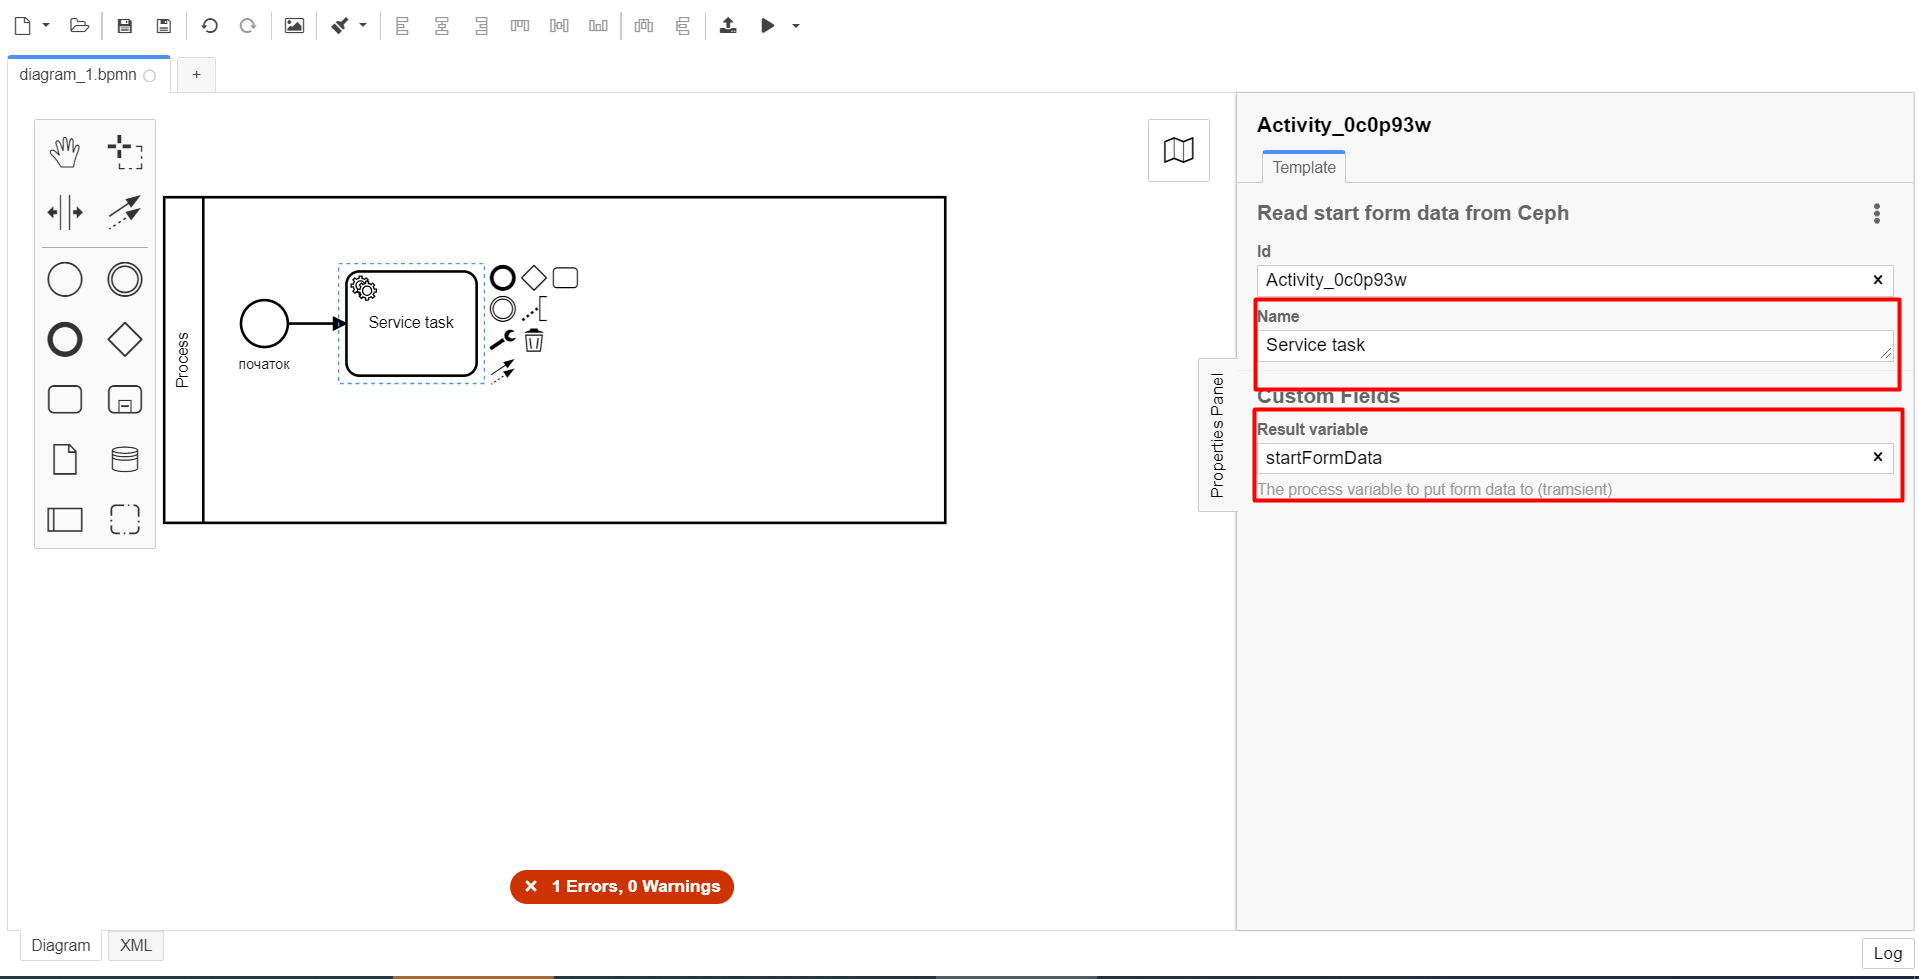 diagram_1.bpmn
+
Process
початок
Service task
Properties Panel
Activity_0c0p93w
Template
Read start form data from Ceph
Id
Activity_0c0p93w
Name
Service task
Custom Fields
Result variable
startFormData
The process variable to put form data to (tramsient)
1 Errors, 0 Warnings
Diagram
XML
Log